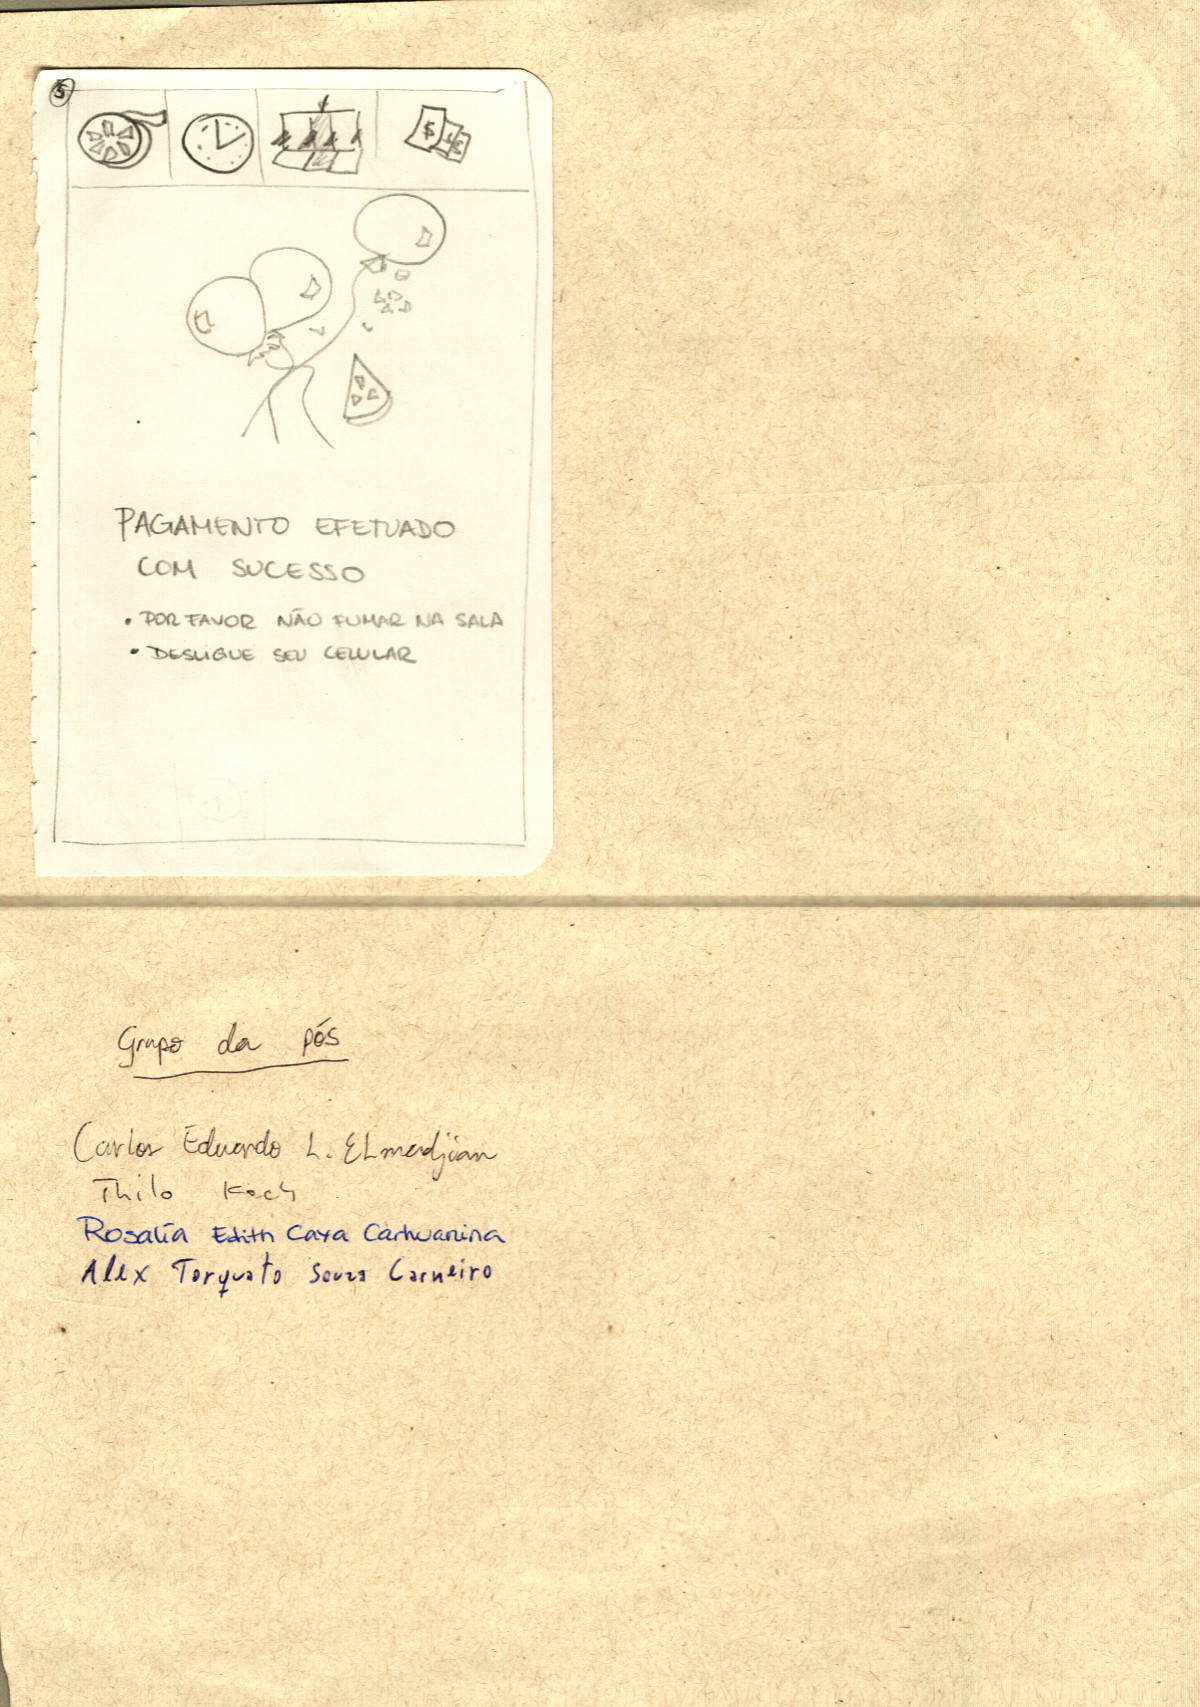 5
$ $ $
PAGAMENTO EFETUADO
COM SUCESSO
• POR FAVOR NÃO FUMAR NA SALA
• DESLIGUE SEU CELULAR
Grupo da pós
Carlos Eduardo L. Elmadjian
Thilo Koch
Rosalía Edith Caya Carhuanina
Alex Torquato Souza Carneiro